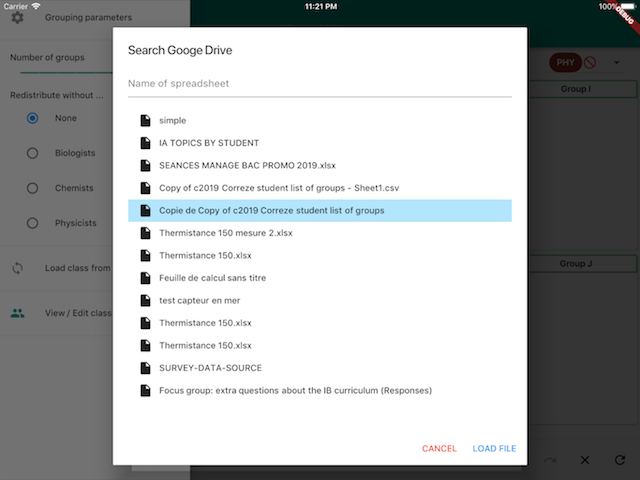 Carrier
11:21 PM
100%
DEBUG
Grouping parameters
Number of groups
Redistribute without ...
None
Biologists
Chemists
Physicists
Load class from
View / Edit class
Search Googe Drive
Name of spreadsheet
simple
IA TOPICS BY STUDENT
SEANCES MANAGE BAC PROMO 2019.xlsx
Copy of c2019 Correze student list of groups - Sheet1.csv
Copie de Copy of c2019 Correze student list of groups
Thermistance 150 mesure 2.xlsx
Thermistance 150.xlsx
Feuille de calcul sans titre
test capteur en mer
Thermistance 150.xlsx
Thermistance 150.xlsx
SURVEY-DATA-SOURCE
Focus group: extra questions about the IB curriculum (Responses)
CANCEL LOAD FILE
PHY
Group I
Group J